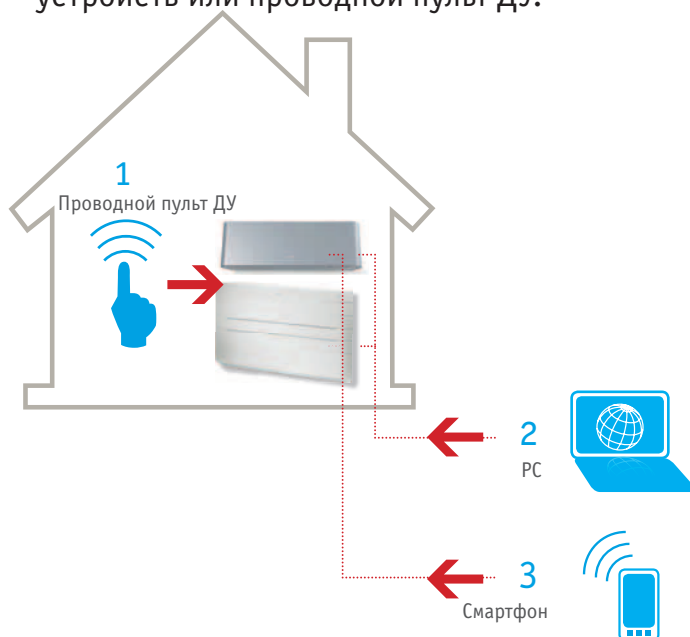 устройств или проводной пульт ДУ.
1
Проводной пульт ДУ
2
PC
3
Смартфон